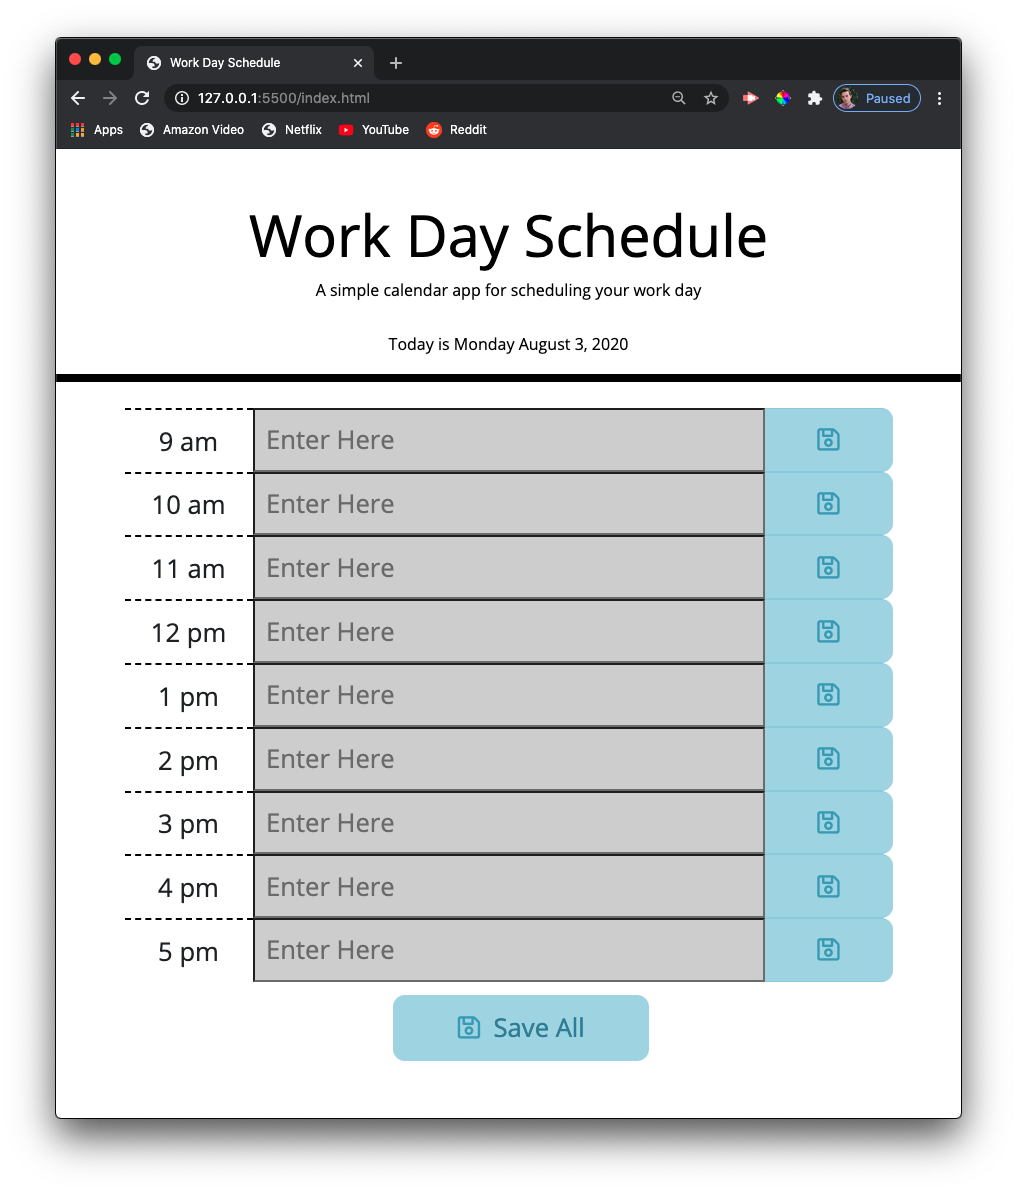 Work Day Schedule
127.0.0.1:5500/index.html
Paused
Apps Amazon Video Netflix YouTube Reddit
Work Day Schedule
A simple calendar app for scheduling your work day
Today is Monday August 3, 2020
9 am Enter Here
10 am Enter Here
11 am Enter Here
12 pm Enter Here
1 pm Enter Here
2 pm Enter Here
3 pm Enter Here
4 pm Enter Here
5 pm Enter Here
Save All